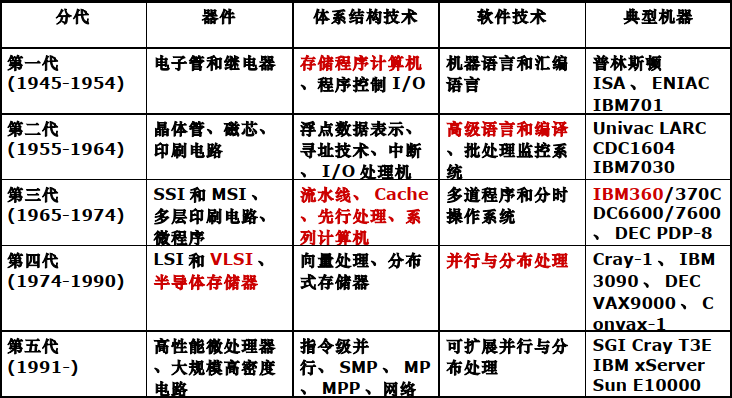 分代 器件 体系结构技术 软件技术 典型机器
第一代
(1945-1954)
电子管和继电器
存储程序计算机
、程序控制 I/O
机器语言和汇编
语言
普林斯顿
ISA 、 ENIAC
IBM701
第二代
(1955-1964)
晶体管、磁芯、
印刷电路
浮点数据表示、
寻址技术、中断
、 I/O 处理机
高级语言和编译
、批处理监控系
统
Univac LARC
CDC1604
IBM7030
第三代
(1965-1974)
SSI 和 MSI 、
多层印刷电路、
微程序
流水线、 Cache
、先行处理、系
列计算机
多道程序和分时
操作系统
IBM360/370C
DC6600/7600
、 DEC PDP-8
第四代
(1974-1990)
LSI 和 VLSI 、
半导体存储器
向量处理、分布
式存储器
并行与分布处理
Cray-1 、 IBM
3090 、 DEC
VAX9000 、 C
onvax-1
第五代
(1991-)
高性能微处理器
、大规模高密度
电路
指令级并
行、 SMP 、 MP
、 MPP 、网络
可扩展并行与分
布处理
SGI Cray T3E
IBM xServer
Sun E10000